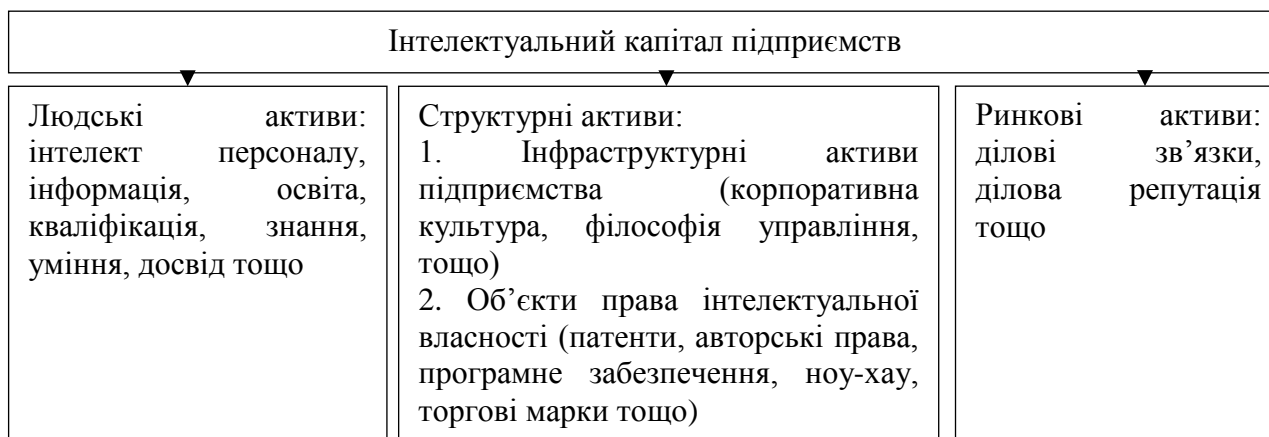 Інтелектуальний капітал підприємств
Людські активи:
інтелект персоналу,
інформація, освіта,
кваліфікація, знання,
уміння, досвід тощо
Структурні активи:
1. Інфраструктурні активи
підприємства (корпоративна
культура, філософія управління,
тощо)
2. Об’єкти права інтелектуальної
власності (патенти, авторські права,
програмне забезпечення, ноу-хау,
торгові марки тощо)
Ринкові активи:
ділові зв’язки,
ділова репутація
тощо